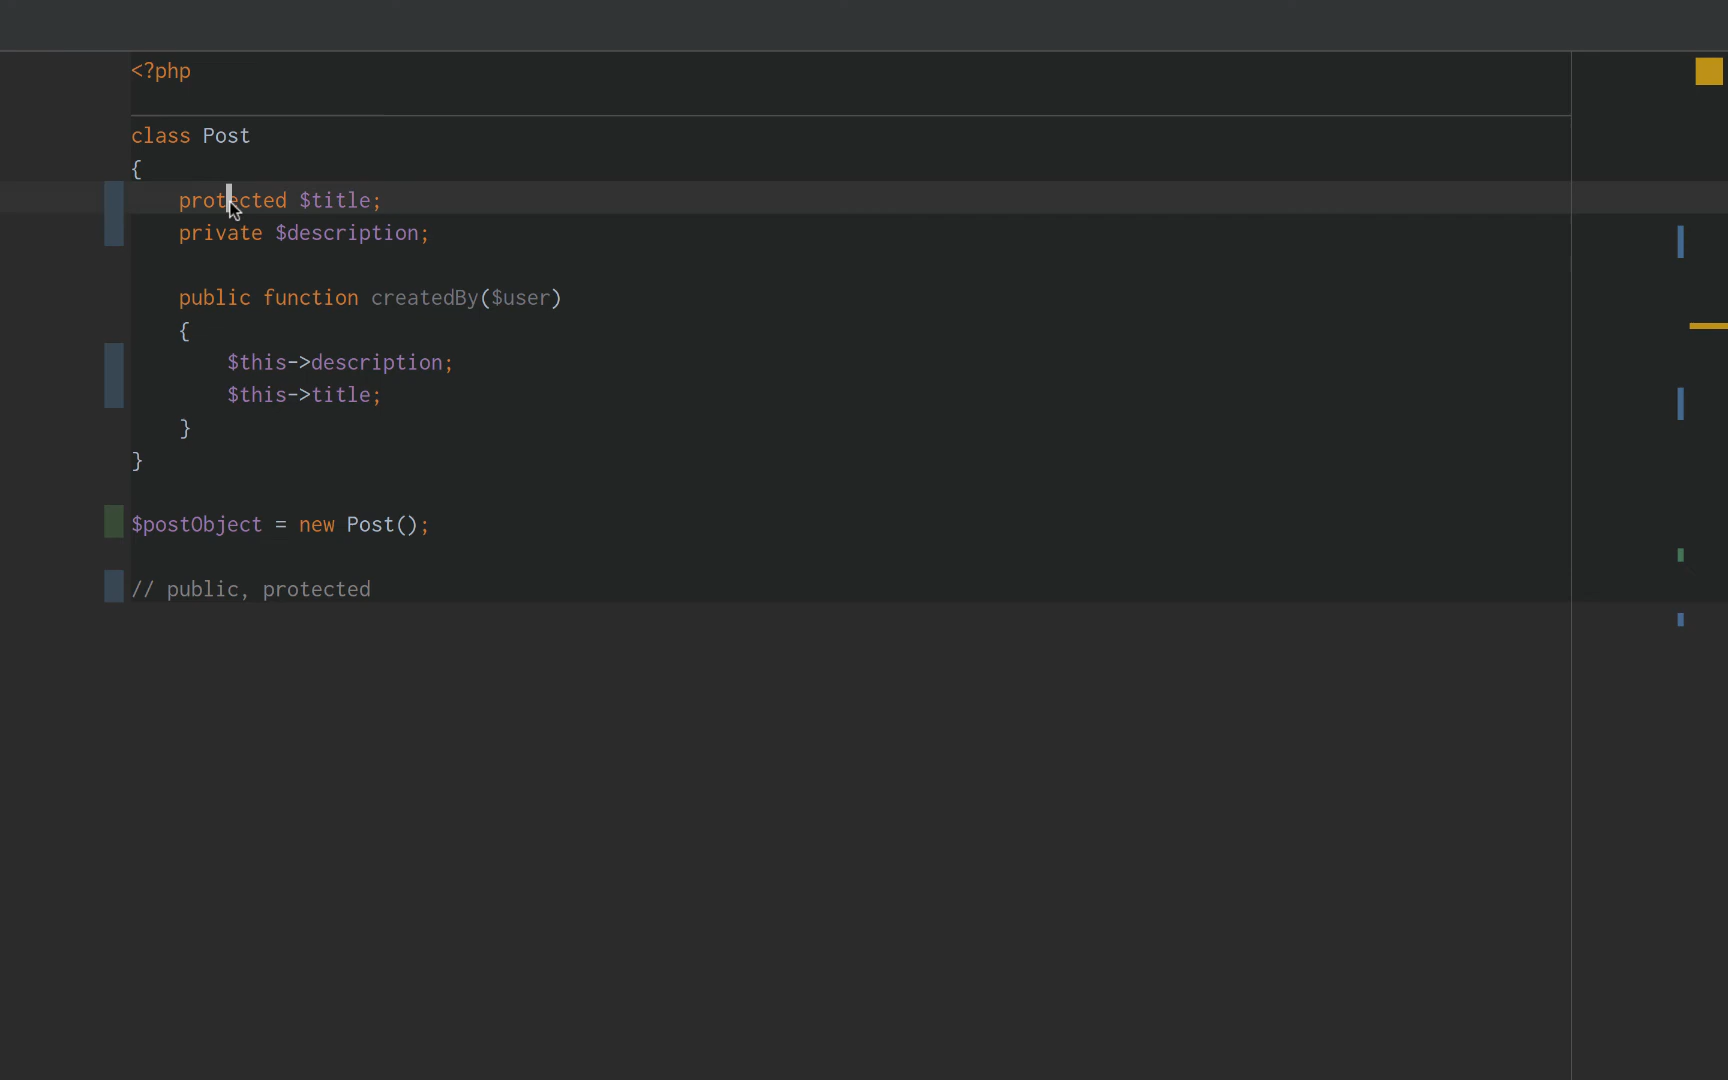 <?php
class Post
{
protected $title;
private $description;
public function createdBy($user)
{
$this->description;
$this->title;
}
}
$postObject = new Post();
// public, protected